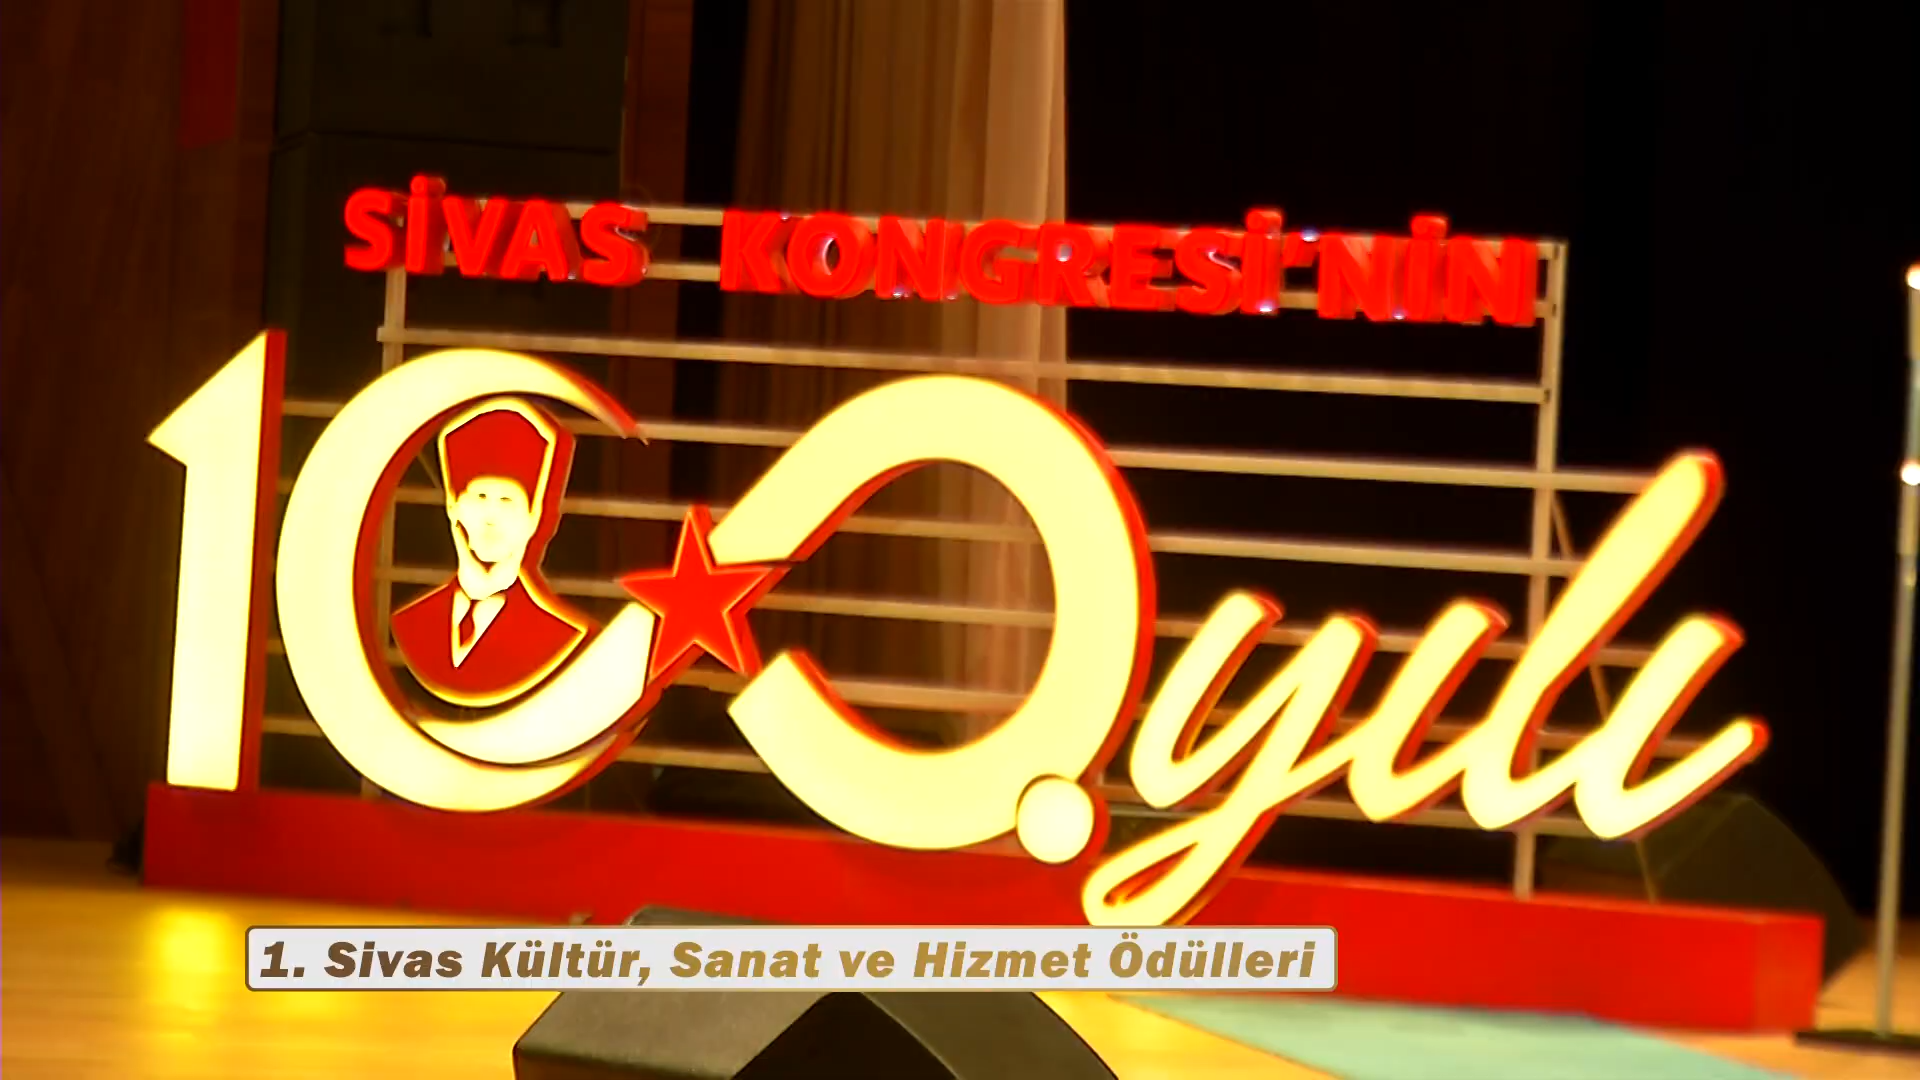 SİVAS KONGRESİ'NİN
100.yılı
1. Sivas Kültür, Sanat ve Hizmet Ödülleri